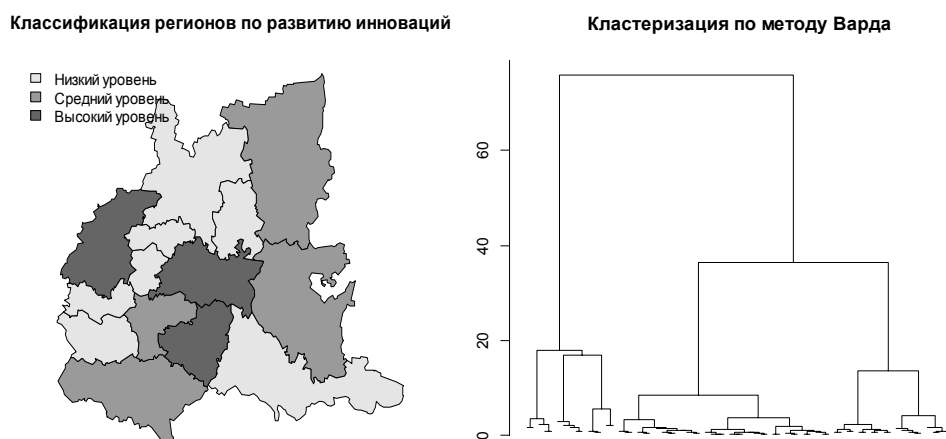 Классификация регионов по развитию инноваций
Низкий уровень
Средний уровень
Высокий уровень
Кластеризация по методу Варда
60
40
20
0